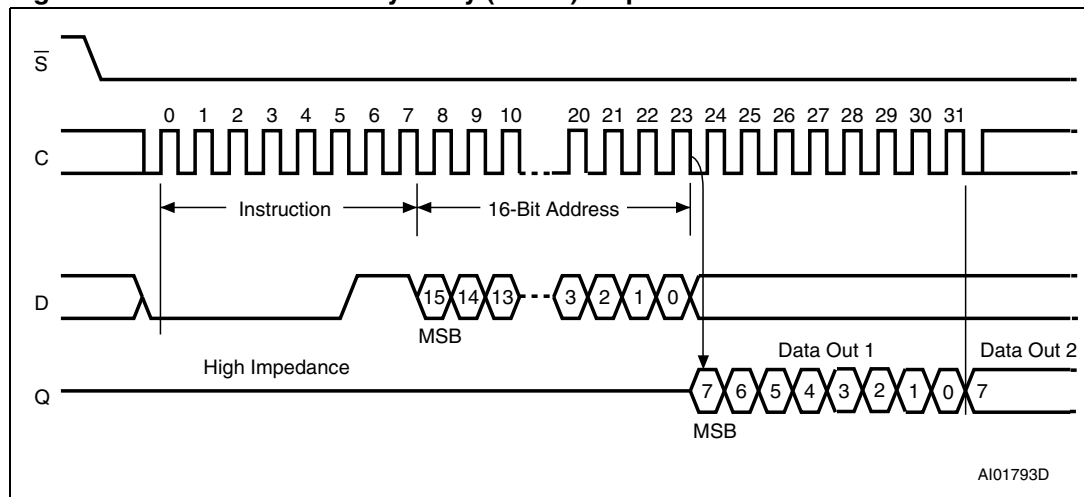 S
0 1 2 3 4 5 6 7 8 9 10 20 21 22 23 24 25 26 27 28 29 30 31
C
Instruction 16-Bit Address
D 15 14 13 3 2 1 0
MSB
Data Out 1 Data Out 2
High Impedance
Q 7 6 5 4 3 2 1 0 7
MSB
AI01793D